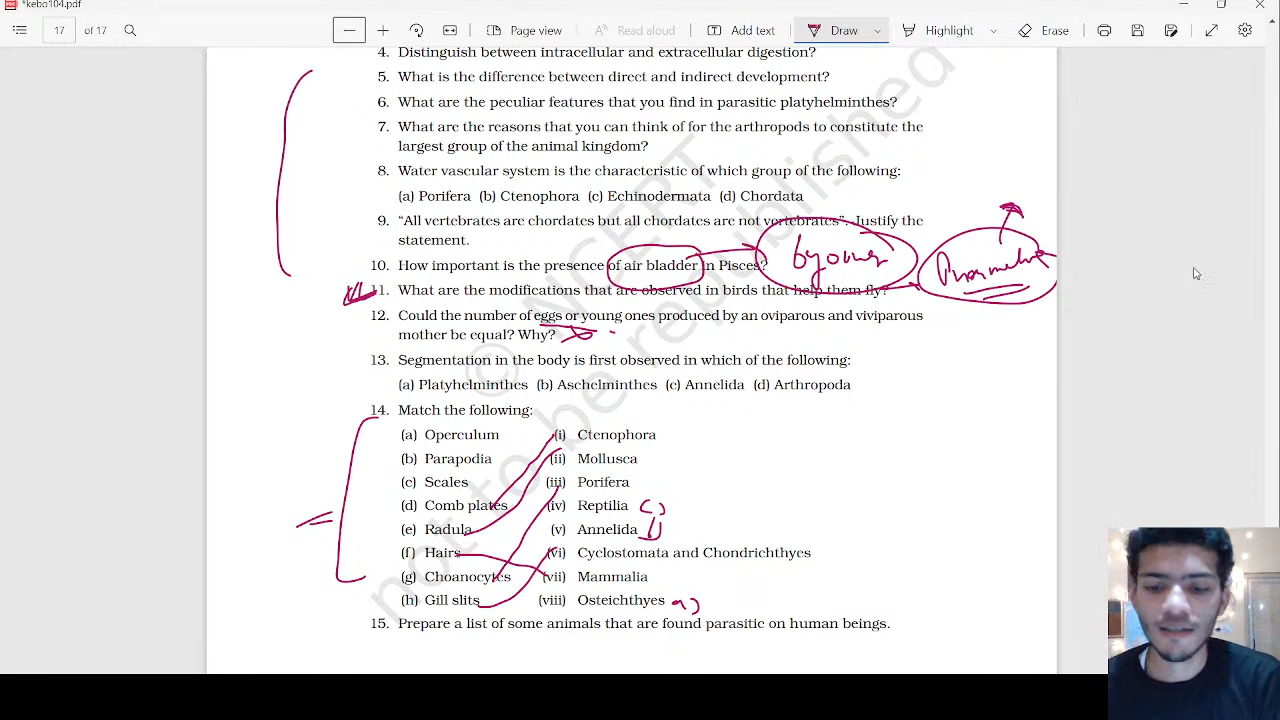 *kebo104.pdf
17 of 17 Page view Read aloud Add text Draw Highlight Erase
4. Distinguish between intracellular and extracellular digestion?
5. What is the difference between direct and indirect development?
6. What are the peculiar features that you find in parasitic platyhelminthes?
7. What are the reasons that you can think of for the arthropods to constitute the
largest group of the animal kingdom?
8. Water vascular system is the characteristic of which group of the following:
(a) Porifera (b) Ctenophora (c) Echinodermata (d) Chordata
9. “All vertebrates are chordates but all chordates are not vertebrates”. Justify the
statement.
10. How important is the presence of air bladder in Pisces?
11. What are the modifications that are observed in birds that help them fly?
12. Could the number of eggs or young ones produced by an oviparous and viviparous
mother be equal? Why?
13. Segmentation in the body is first observed in which of the following:
(a) Platyhelminthes (b) Aschelminthes (c) Annelida (d) Arthropoda
14. Match the following:
(a) Operculum (i) Ctenophora
(b) Parapodia (ii) Mollusca
(c) Scales (iii) Porifera
(d) Comb plates (iv) Reptilia c)
(e) Radula (v) Annelida b)
(f) Hairs (vi) Cyclostomata and Chondrichthyes
(g) Choanocytes (vii) Mammalia
(h) Gill slits (viii) Osteichthyes a)
15. Prepare a list of some animals that are found parasitic on human beings.
© NCERT
not to be republished